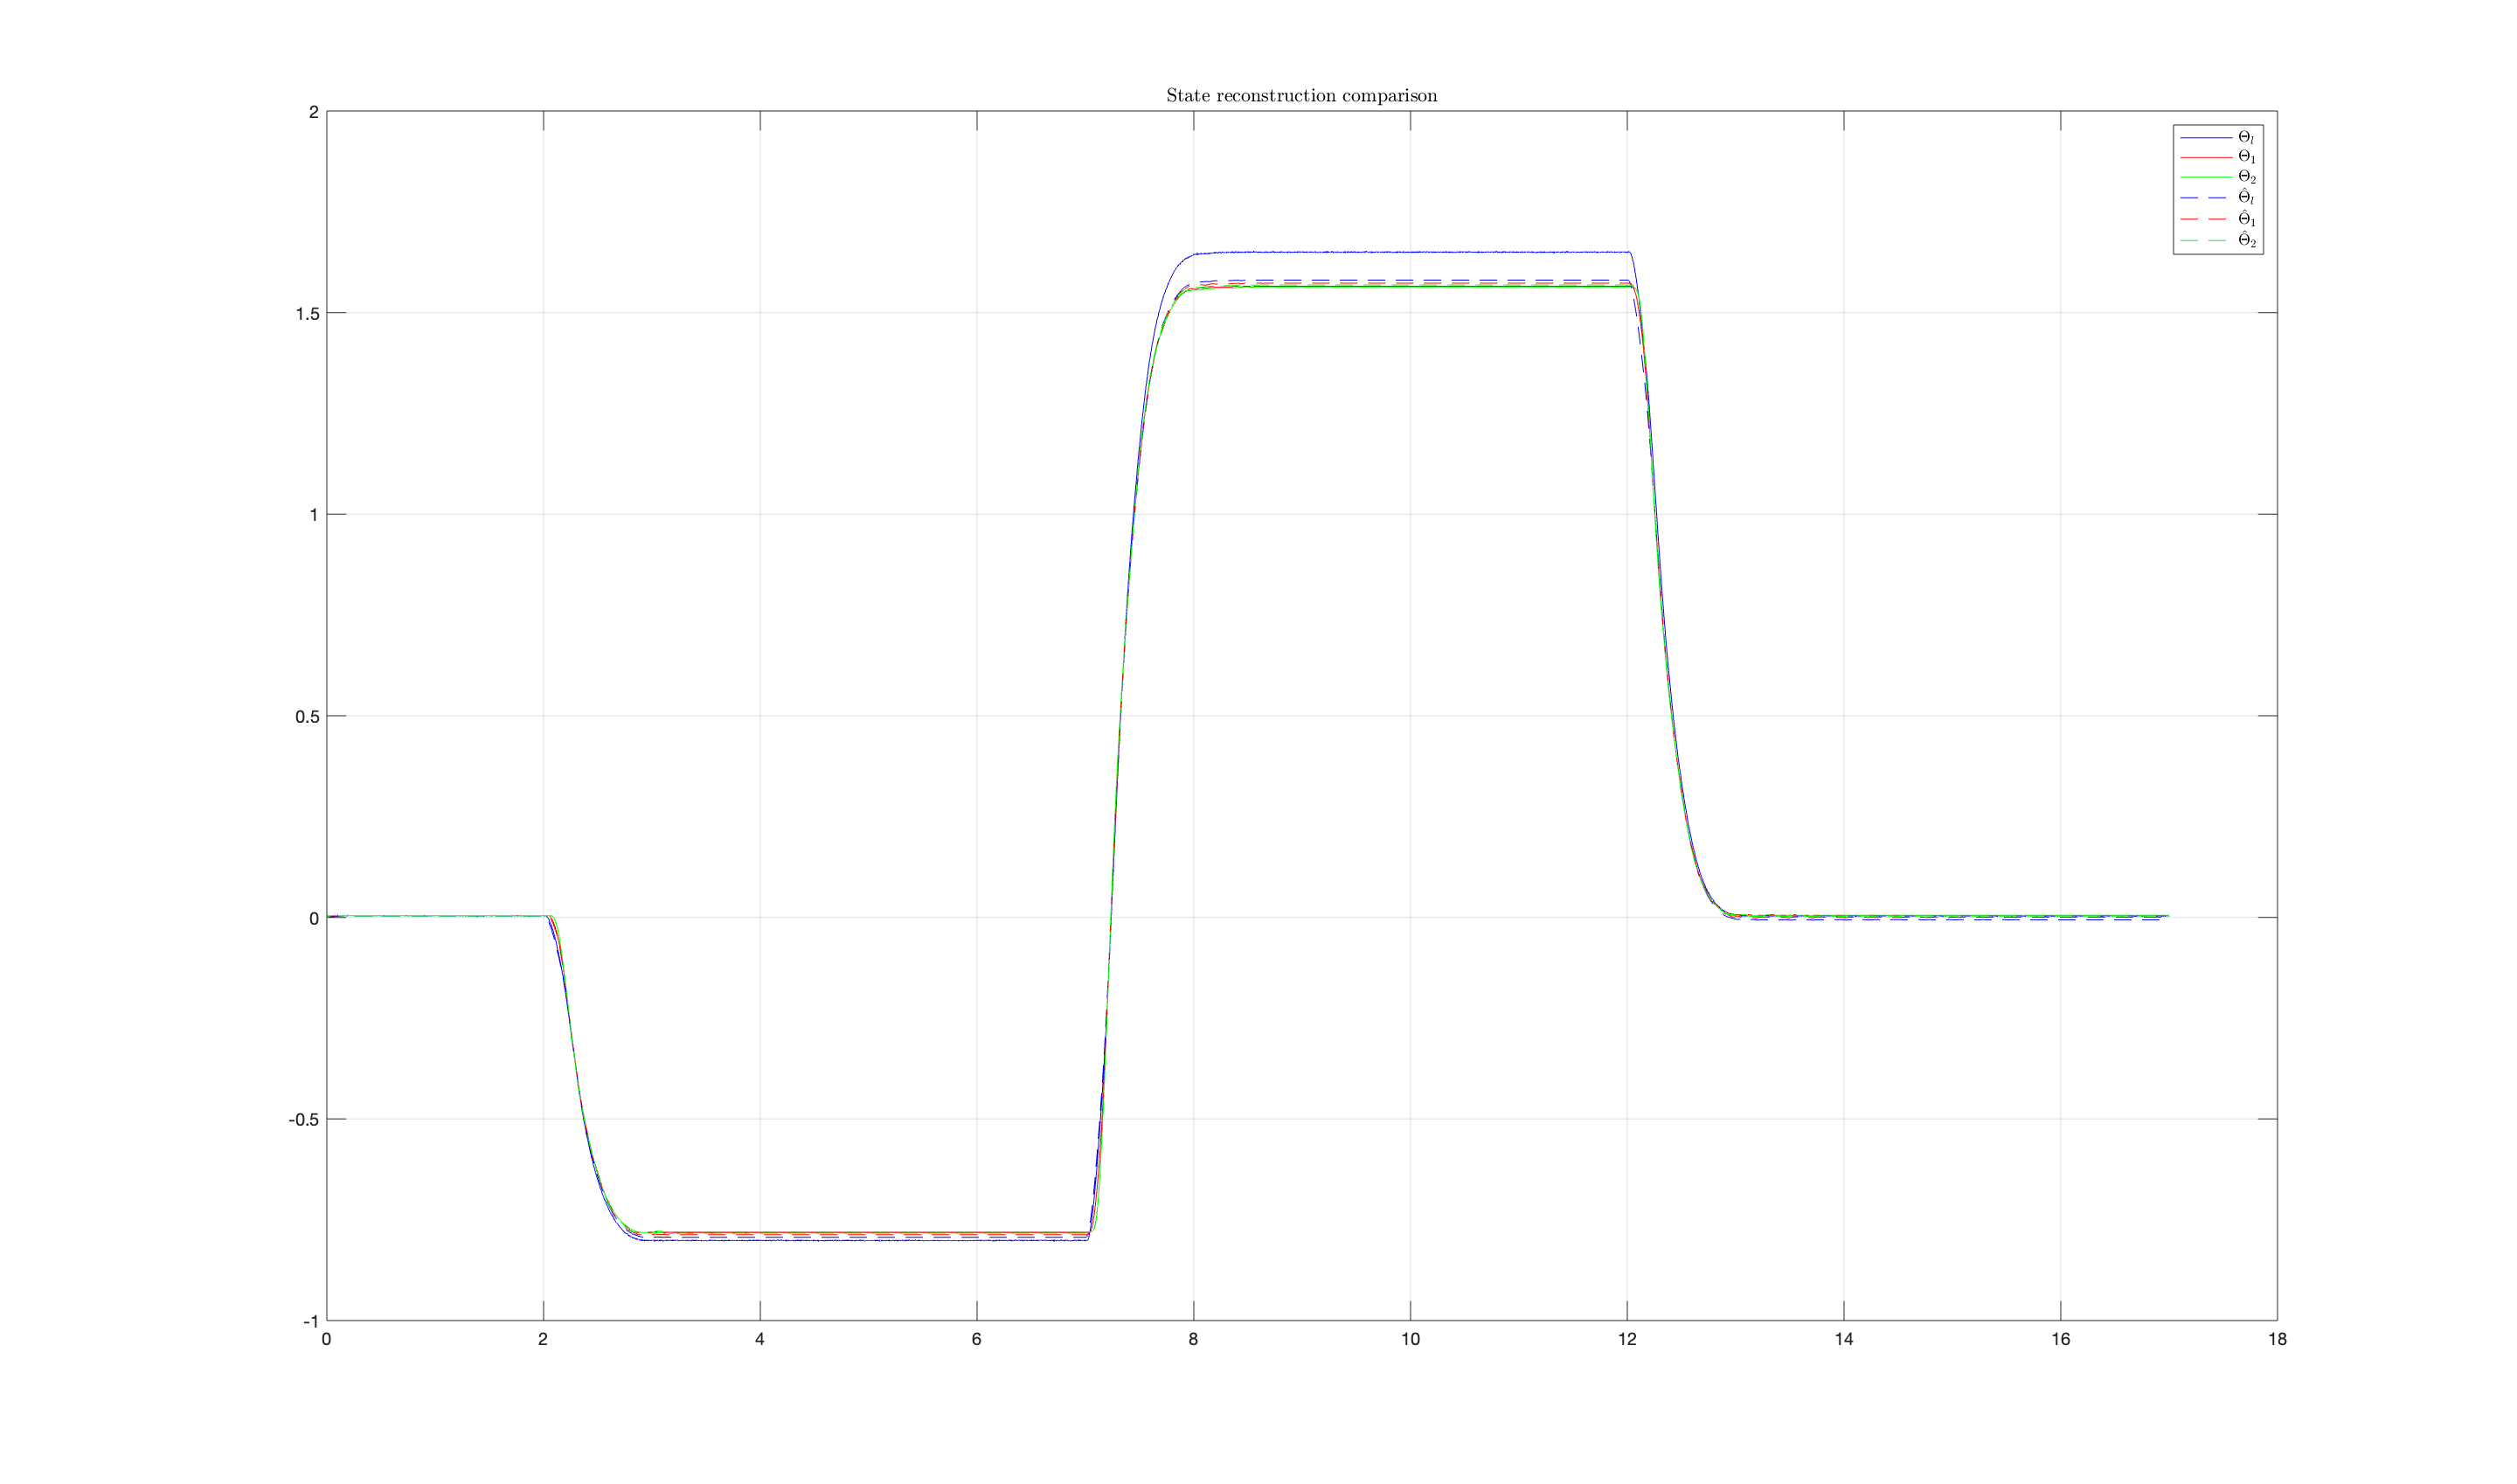 State reconstruction comparison
2
1.5
1
0.5
0
-0.5
-1
0 2 4 6 8 10 12 14 16 18
Θ_l
Θ_1
Θ_2
Θ̂_l
Θ̂_1
Θ̂_2